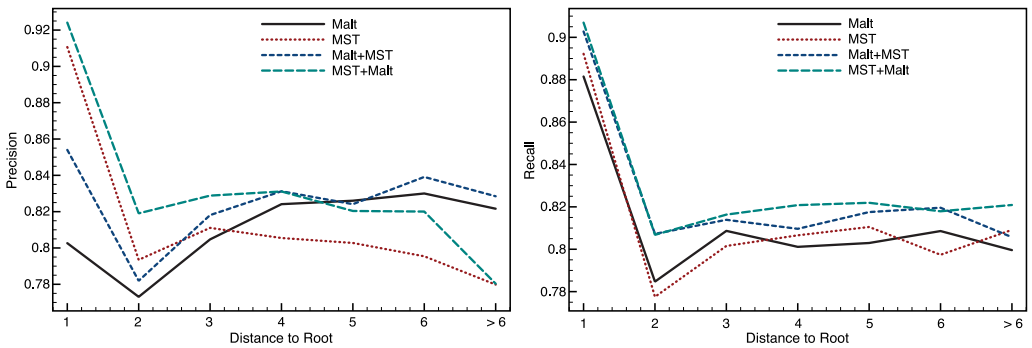 Precision
0.92
0.9
0.88
0.86
0.84
0.82
0.8
0.78
Malt
MST
Malt+MST
MST+Malt
1 2 3 4 5 6 > 6
Distance to Root
Recall
0.9
0.88
0.86
0.84
0.82
0.8
0.78
Malt
MST
Malt+MST
MST+Malt
1 2 3 4 5 6 > 6
Distance to Root